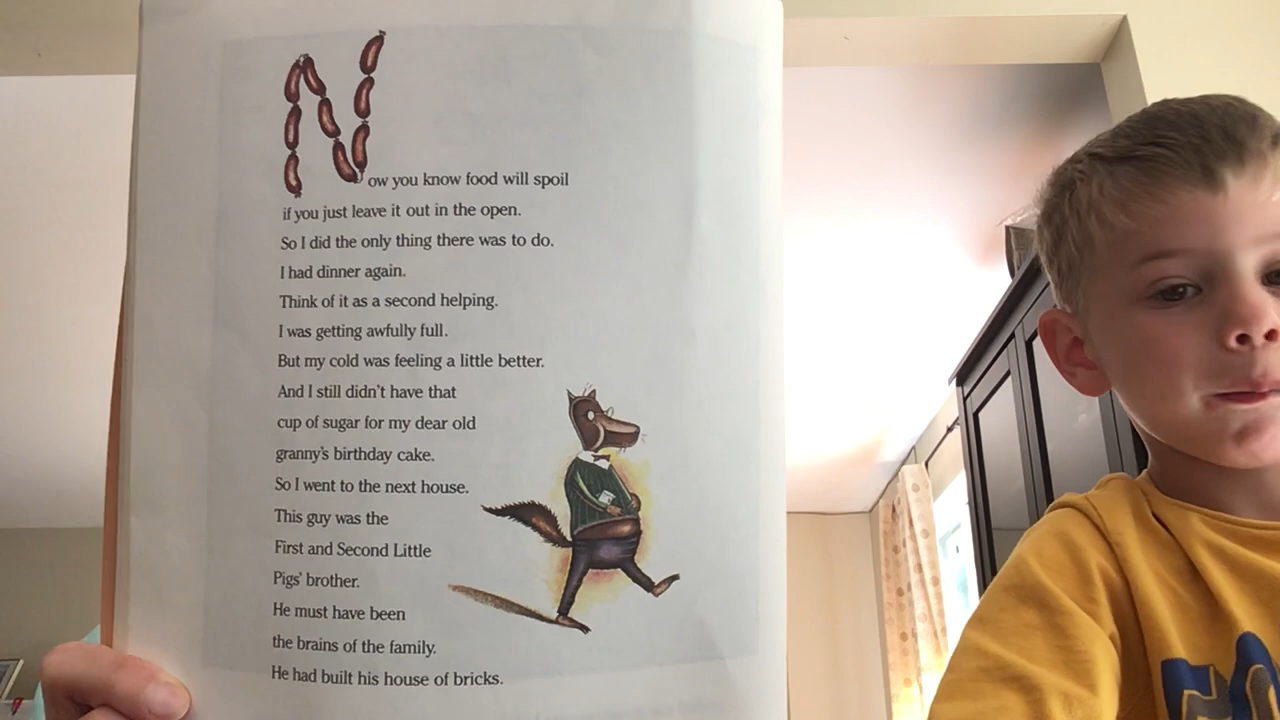 Now you know food will spoil
if you just leave it out in the open.
So I did the only thing there was to do.
I had dinner again.
Think of it as a second helping.
I was getting awfully full.
But my cold was feeling a little better.
And I still didn't have that
cup of sugar for my dear old
granny's birthday cake.
So I went to the next house.
This guy was the
First and Second Little
Pigs' brother.
He must have been
the brains of the family.
He had built his house of bricks.